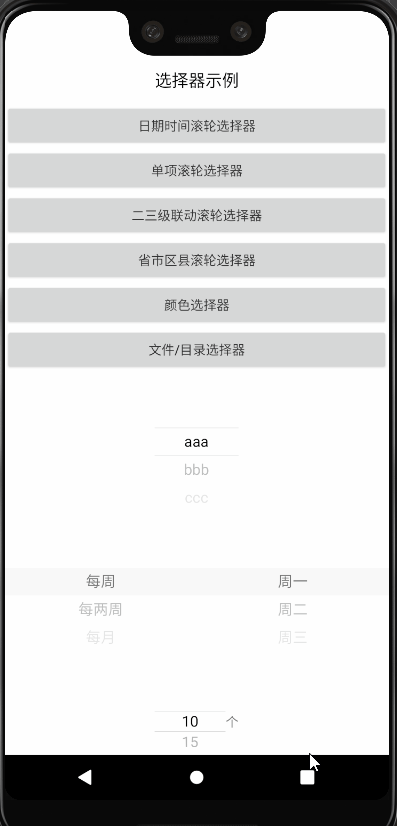 选择器示例
日期时间滚轮选择器
单项滚轮选择器
二三级联动滚轮选择器
省市区县滚轮选择器
颜色选择器
文件/目录选择器
aaa
bbb
ccc
每周 周一
每两周 周二
每月 周三
10 个
15